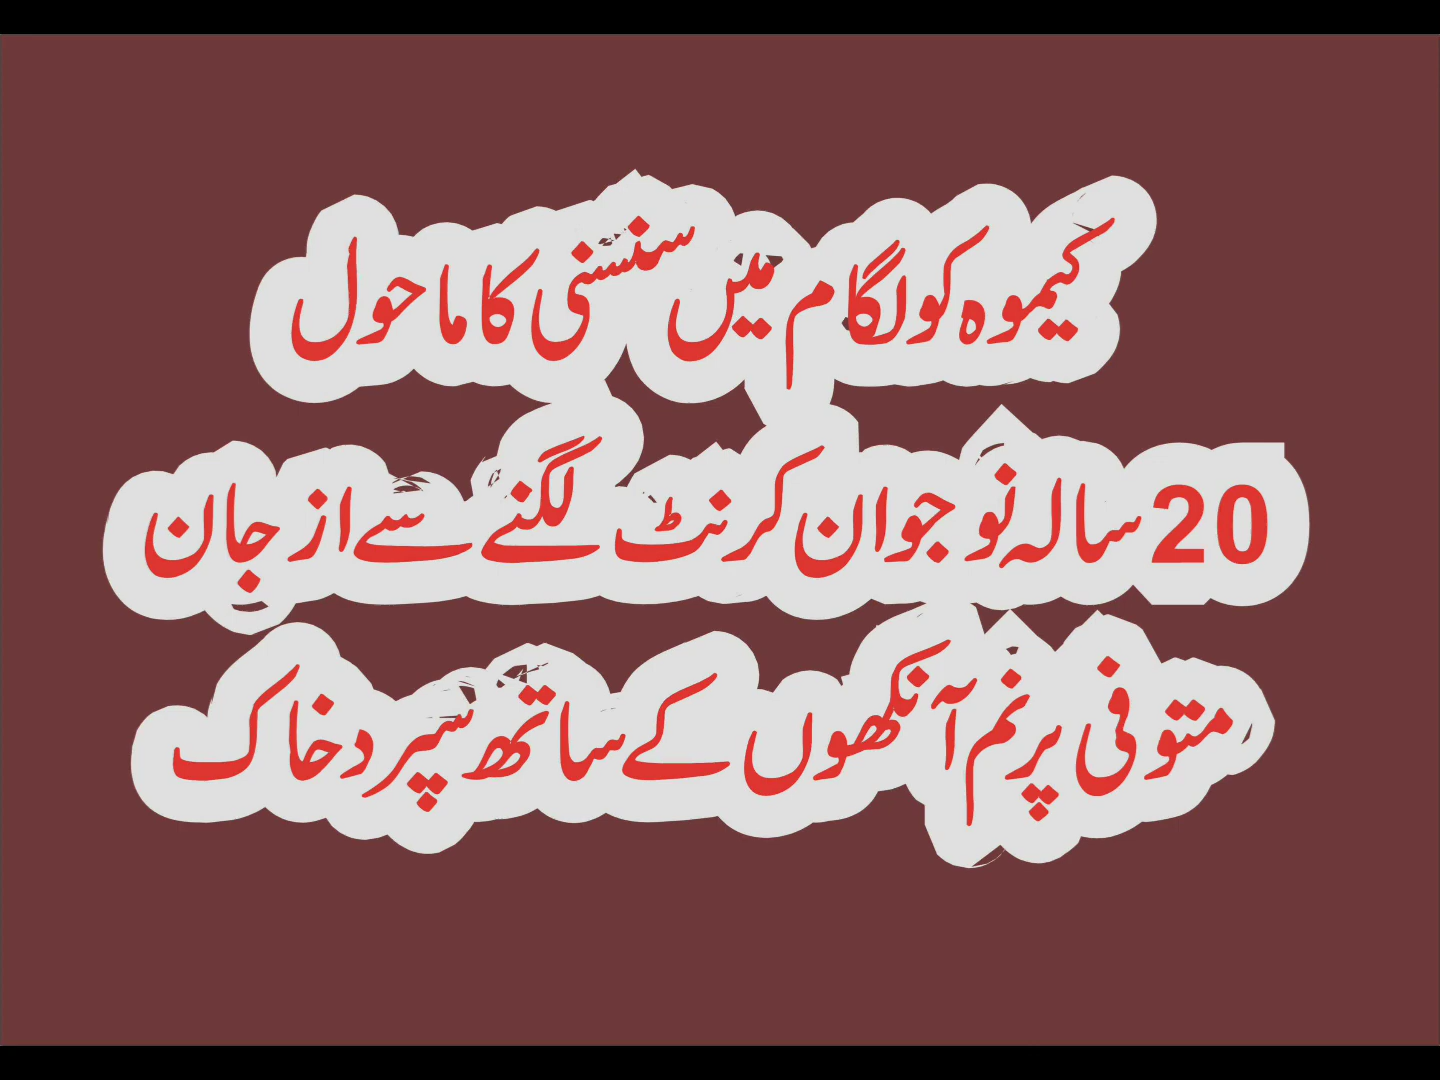 کیموہ کولگام میں سنسنی کا ماحول
20 سالہ نوجوان کرنٹ لگنے سے از جان
متوفی پرنم آنکھوں کے ساتھ سپرد خاک